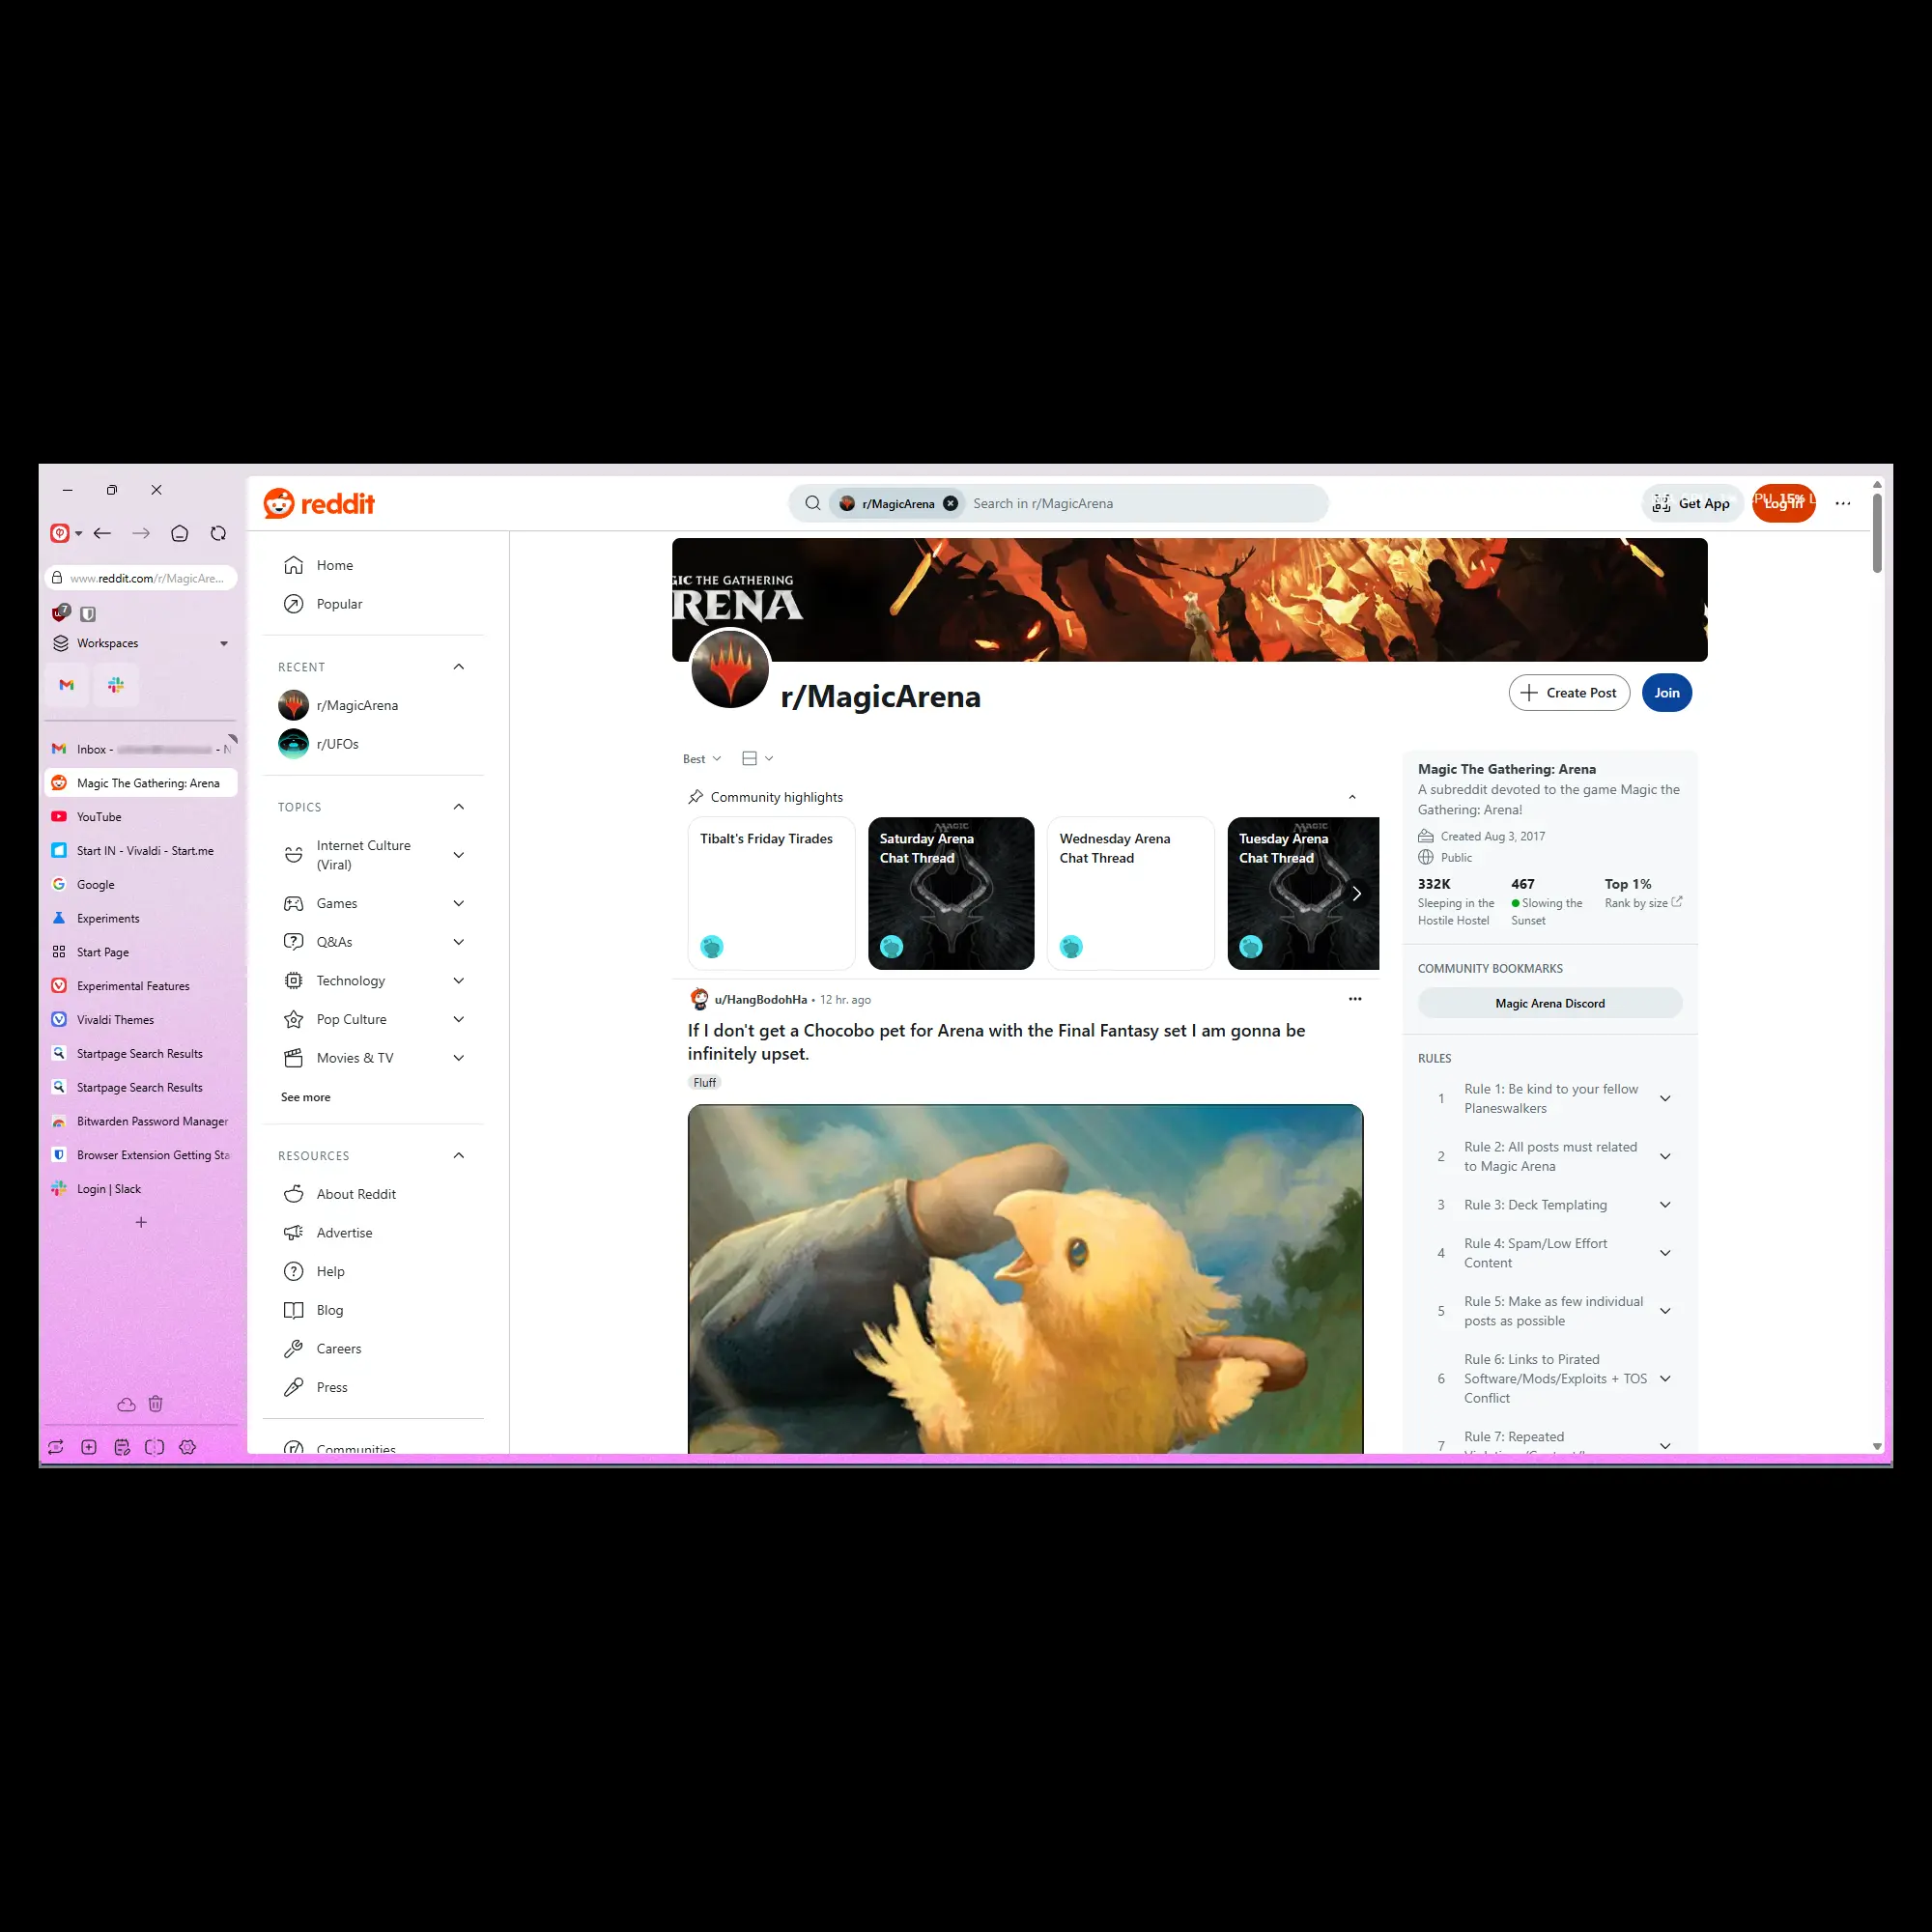 www.reddit.com/r/MagicAre...
7
Workspaces
Inbox - - N
Magic The Gathering: Arena
YouTube
Start IN - Vivaldi - Start.me
Google
Experiments
Start Page
Experimental Features
Vivaldi Themes
Startpage Search Results
Startpage Search Results
Bitwarden Password Manager
Browser Extension Getting Sta
Login | Slack
reddit
r/MagicArena
Search in r/MagicArena
Get App
Log In
15%
Home
Popular
RECENT
r/MagicArena
r/UFOs
TOPICS
Internet Culture
(Viral)
Games
Q&As
Technology
Pop Culture
Movies & TV
See more
RESOURCES
About Reddit
Advertise
Help
Blog
Careers
Press
Communities
GIC THE GATHERING
RENA
r/MagicArena
Create Post
Join
Best
Community highlights
Tibalt's Friday Tirades
Saturday Arena
Chat Thread
Wednesday Arena
Chat Thread
Tuesday Arena
Chat Thread
u/HangBodohHa • 12 hr. ago
If I don't get a Chocobo pet for Arena with the Final Fantasy set I am gonna be
infinitely upset.
Fluff
Magic The Gathering: Arena
A subreddit devoted to the game Magic the
Gathering: Arena!
Created Aug 3, 2017
Public
332K
Sleeping in the
Hostile Hostel
467
Slowing the
Sunset
Top 1%
Rank by size
COMMUNITY BOOKMARKS
Magic Arena Discord
RULES
1 Rule 1: Be kind to your fellow
Planeswalkers
2 Rule 2: All posts must related
to Magic Arena
3 Rule 3: Deck Templating
4 Rule 4: Spam/Low Effort
Content
5 Rule 5: Make as few individual
posts as possible
6 Rule 6: Links to Pirated
Software/Mods/Exploits + TOS
Conflict
7 Rule 7: Repeated